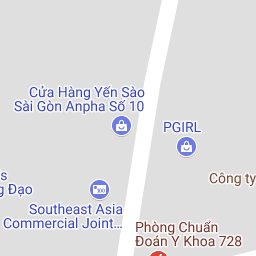 Cửa Hàng Yến Sào
Sài Gòn Anpha Số 10
PGIRL
Công ty
s
g Đạo
Southeast Asia
Commercial Joint...
Phòng Chuẩn
Đoán Y Khoa 728